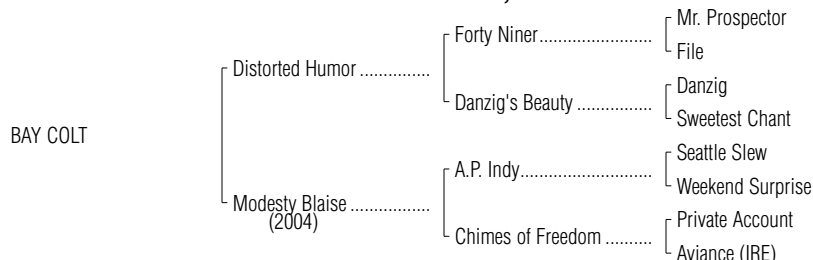 Mr. Prospector
Forty Niner........................
File
Distorted Humor ...............
Danzig
Danzig's Beauty ................
Sweetest Chant
BAY COLT
Seattle Slew
A.P. Indy............................
Weekend Surprise
Modesty Blaise .................
(2004)
Private Account
Chimes of Freedom ..........
Aviance (IRE)